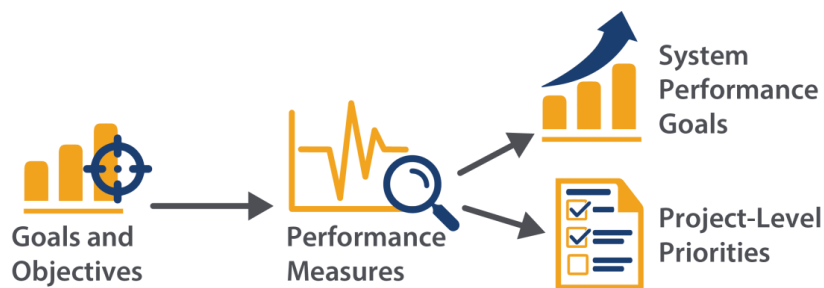 Goals and
Objectives
Performance
Measures
System
Performance
Goals
Project-Level
Priorities